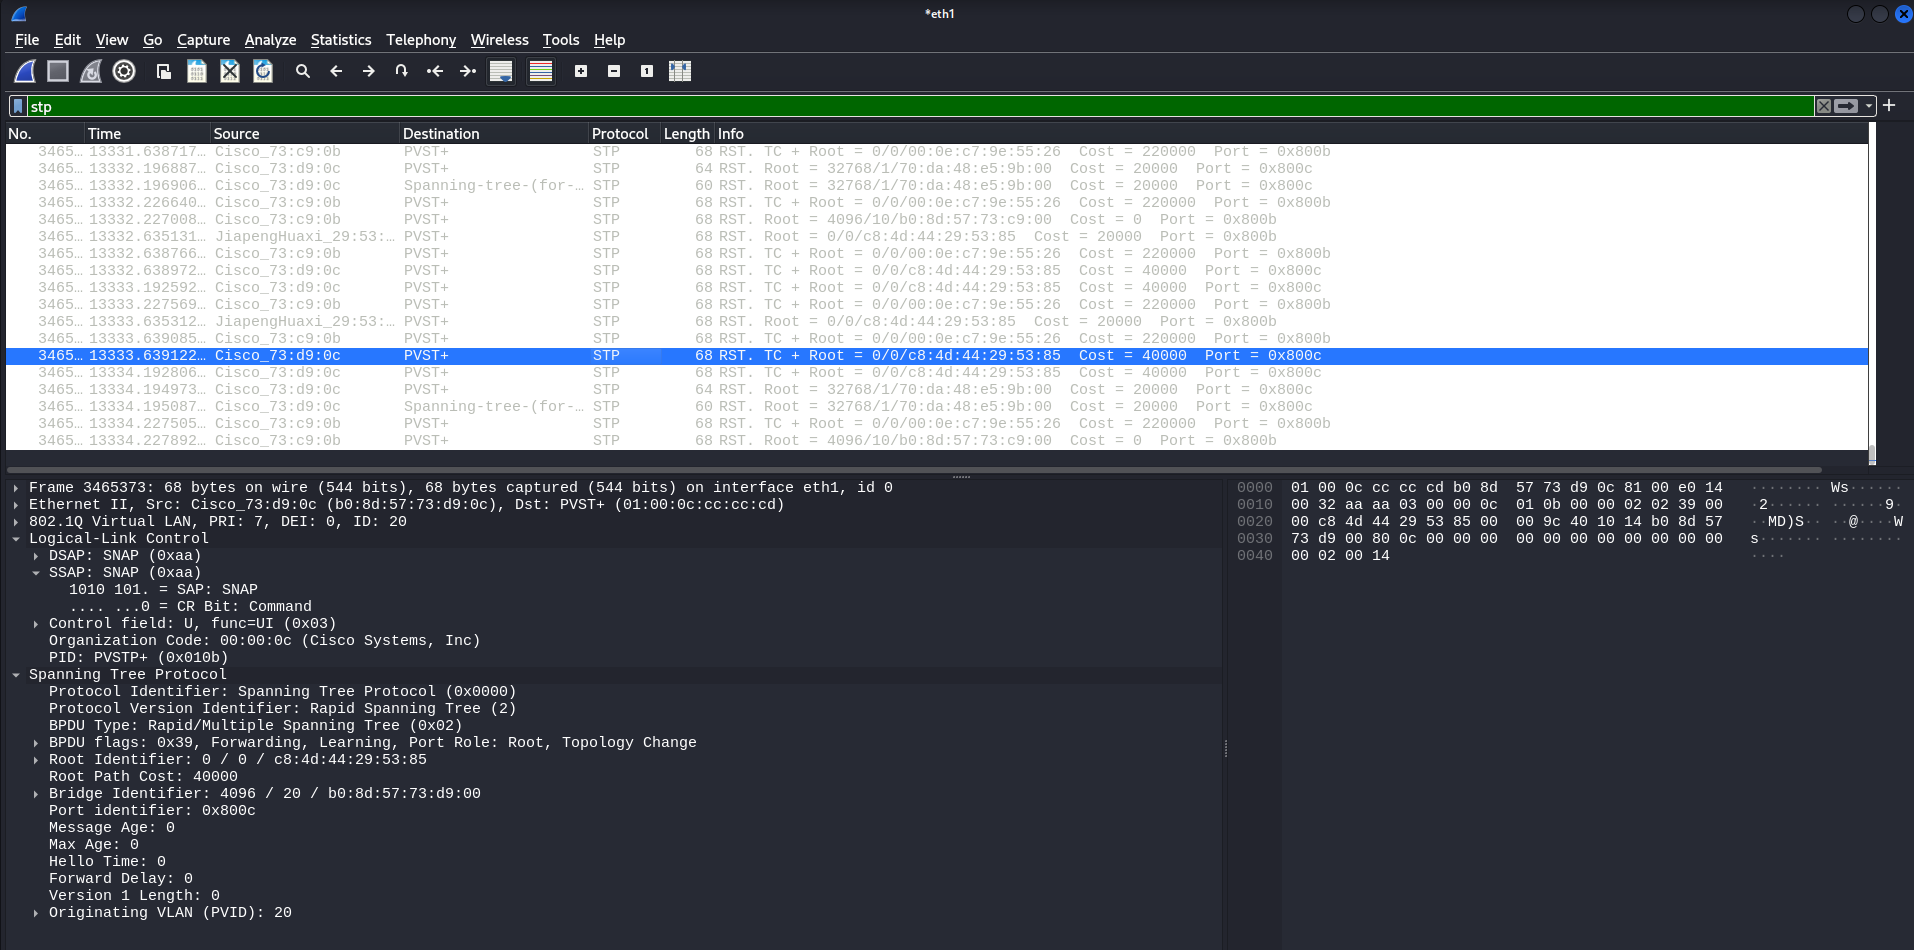 *eth1
File Edit View Go Capture Analyze Statistics Telephony Wireless Tools Help
stp
No. Time Source Destination Protocol Length Info
3465… 13331.638717… Cisco_73:c9:0b PVST+ STP 68 RST. TC + Root = 0/0/00:0e:c7:9e:55:26 Cost = 220000 Port = 0x800b
3465… 13332.196887… Cisco_73:d9:0c PVST+ STP 64 RST. Root = 32768/1/70:da:48:e5:9b:00 Cost = 20000 Port = 0x800c
3465… 13332.196906… Cisco_73:d9:0c Spanning-tree-(for-… STP 60 RST. Root = 32768/1/70:da:48:e5:9b:00 Cost = 20000 Port = 0x800c
3465… 13332.226640… Cisco_73:c9:0b PVST+ STP 68 RST. TC + Root = 0/0/00:0e:c7:9e:55:26 Cost = 220000 Port = 0x800b
3465… 13332.227008… Cisco_73:c9:0b PVST+ STP 68 RST. Root = 4096/10/b0:8d:57:73:c9:00 Cost = 0 Port = 0x800b
3465… 13332.635131… JiapengHuaxi_29:53:… PVST+ STP 68 RST. Root = 0/0/c8:4d:44:29:53:85 Cost = 20000 Port = 0x800b
3465… 13332.638766… Cisco_73:c9:0b PVST+ STP 68 RST. TC + Root = 0/0/00:0e:c7:9e:55:26 Cost = 220000 Port = 0x800b
3465… 13332.638972… Cisco_73:d9:0c PVST+ STP 68 RST. TC + Root = 0/0/c8:4d:44:29:53:85 Cost = 40000 Port = 0x800c
3465… 13333.192592… Cisco_73:d9:0c PVST+ STP 68 RST. TC + Root = 0/0/c8:4d:44:29:53:85 Cost = 40000 Port = 0x800c
3465… 13333.227569… Cisco_73:c9:0b PVST+ STP 68 RST. TC + Root = 0/0/00:0e:c7:9e:55:26 Cost = 220000 Port = 0x800b
3465… 13333.635312… JiapengHuaxi_29:53:… PVST+ STP 68 RST. Root = 0/0/c8:4d:44:29:53:85 Cost = 20000 Port = 0x800b
3465… 13333.639085… Cisco_73:c9:0b PVST+ STP 68 RST. TC + Root = 0/0/00:0e:c7:9e:55:26 Cost = 220000 Port = 0x800b
3465… 13333.639122… Cisco_73:d9:0c PVST+ STP 68 RST. TC + Root = 0/0/c8:4d:44:29:53:85 Cost = 40000 Port = 0x800c
3465… 13334.192806… Cisco_73:d9:0c PVST+ STP 68 RST. TC + Root = 0/0/c8:4d:44:29:53:85 Cost = 40000 Port = 0x800c
3465… 13334.194973… Cisco_73:d9:0c PVST+ STP 64 RST. Root = 32768/1/70:da:48:e5:9b:00 Cost = 20000 Port = 0x800c
3465… 13334.195087… Cisco_73:d9:0c Spanning-tree-(for-… STP 60 RST. Root = 32768/1/70:da:48:e5:9b:00 Cost = 20000 Port = 0x800c
3465… 13334.227505… Cisco_73:c9:0b PVST+ STP 68 RST. TC + Root = 0/0/00:0e:c7:9e:55:26 Cost = 220000 Port = 0x800b
3465… 13334.227892… Cisco_73:c9:0b PVST+ STP 68 RST. Root = 4096/10/b0:8d:57:73:c9:00 Cost = 0 Port = 0x800b
Frame 3465373: 68 bytes on wire (544 bits), 68 bytes captured (544 bits) on interface eth1, id 0
Ethernet II, Src: Cisco_73:d9:0c (b0:8d:57:73:d9:0c), Dst: PVST+ (01:00:0c:cc:cc:cd)
802.1Q Virtual LAN, PRI: 7, DEI: 0, ID: 20
Logical-Link Control
DSAP: SNAP (0xaa)
SSAP: SNAP (0xaa)
1010 101. = SAP: SNAP
.... ...0 = CR Bit: Command
Control field: U, func=UI (0x03)
Organization Code: 00:00:0c (Cisco Systems, Inc)
PID: PVSTP+ (0x010b)
Spanning Tree Protocol
Protocol Identifier: Spanning Tree Protocol (0x0000)
Protocol Version Identifier: Rapid Spanning Tree (2)
BPDU Type: Rapid/Multiple Spanning Tree (0x02)
BPDU flags: 0x39, Forwarding, Learning, Port Role: Root, Topology Change
Root Identifier: 0 / 0 / c8:4d:44:29:53:85
Root Path Cost: 40000
Bridge Identifier: 4096 / 20 / b0:8d:57:73:d9:00
Port identifier: 0x800c
Message Age: 0
Max Age: 0
Hello Time: 0
Forward Delay: 0
Version 1 Length: 0
Originating VLAN (PVID): 20
0000 01 00 0c cc cc cd b0 8d 57 73 d9 0c 81 00 e0 14 ········ Ws······
0010 00 32 aa aa 03 00 00 0c 01 0b 00 00 02 02 39 00 ·2······ ······9·
0020 00 c8 4d 44 29 53 85 00 00 9c 40 10 14 b0 8d 57 ··MD)S·· ··@····W
0030 73 d9 00 80 0c 00 00 00 00 00 00 00 00 00 00 00 s······· ········
0040 00 02 00 14 ····